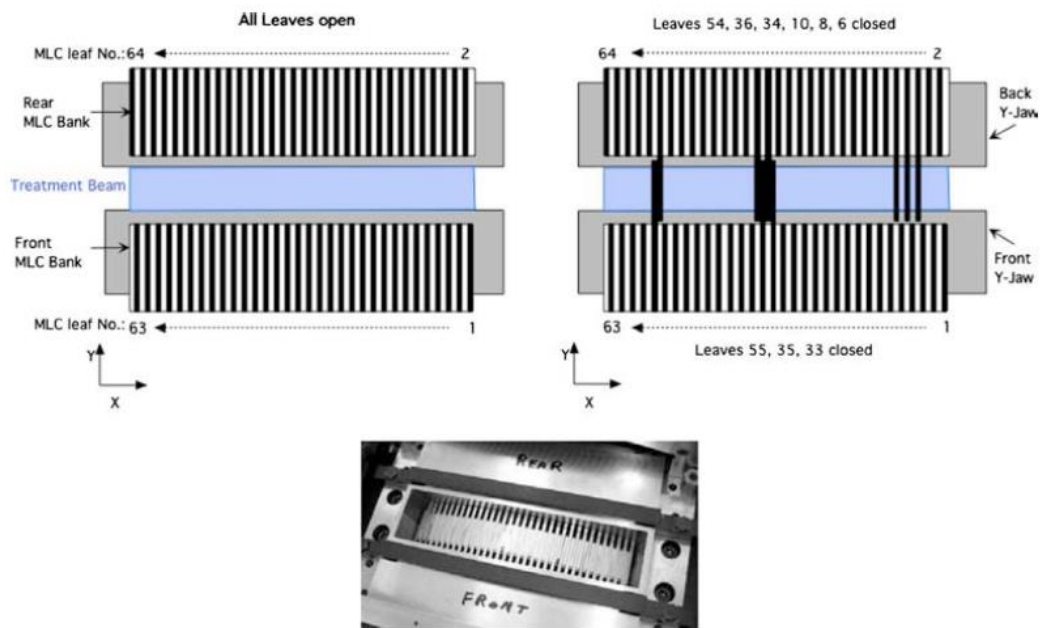 All Leaves open
Leaves 54, 36, 34, 10, 8, 6 closed
MLC leaf No.: 64
2
64
2
Rear
MLC Bank
Back
Y-Jaw
Treatment Beam
Front
MLC Bank
Front
Y-Jaw
MLC leaf No.: 63
1
63
1
Leaves 55, 35, 33 closed
Y
X
Y
X
REAR
FRONT